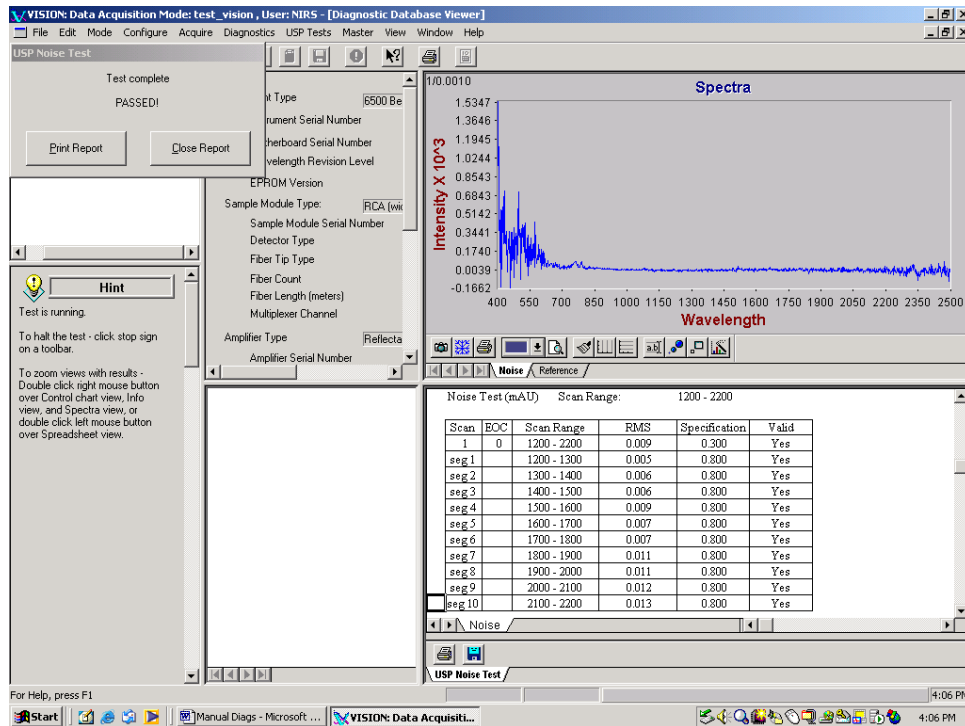 VISION: Data Acquisition Mode: test_vision , User: NIRS - [Diagnostic Database Viewer]
File Edit Mode Configure Acquire Diagnostics USP Tests Master View Window Help
USP Noise Test
Test complete
PASSED!
Print Report Close Report
nt Type 6500 Be
trument Serial Number
therboard Serial Number
avelength Revision Level
EPROM Version
Sample Module Type: RCA (wic
Sample Module Serial Number
Detector Type
Fiber Tip Type
Fiber Count
Fiber Length (meters)
Multiplexer Channel
Amplifier Type Reflecta
Amplifier Serial Number
Hint
Test is running.
To halt the test - click stop sign
on a toolbar.
To zoom views with results -
Double click right mouse button
over Control chart view, Info
view, and Spectra view, or
double click left mouse button
over Spreadsheet view.
1/0.0010
Spectra
Intensity X 10^3
1.5347
1.3646
1.1945
1.0244
0.8543
0.6843
0.5142
0.3441
0.1740
0.0039
-0.1662
400 550 700 850 1000 1150 1300 1450 1600 1750 1900 2050 2200 2350 2500
Wavelength
Noise Reference
Noise Test (mAU) Scan Range: 1200 - 2200
Scan EOC Scan Range RMS Specification Valid
1 0 1200 - 2200 0.009 0.300 Yes
seg 1 1200 - 1300 0.005 0.800 Yes
seg 2 1300 - 1400 0.006 0.800 Yes
seg 3 1400 - 1500 0.006 0.800 Yes
seg 4 1500 - 1600 0.009 0.800 Yes
seg 5 1600 - 1700 0.007 0.800 Yes
seg 6 1700 - 1800 0.007 0.800 Yes
seg 7 1800 - 1900 0.011 0.800 Yes
seg 8 1900 - 2000 0.011 0.800 Yes
seg 9 2000 - 2100 0.012 0.800 Yes
seg 10 2100 - 2200 0.013 0.800 Yes
Noise
USP Noise Test
For Help, press F1
4:06 PM
Start Manual Diags - Microsoft ... VISION: Data Acquisiti... 4:06 PM